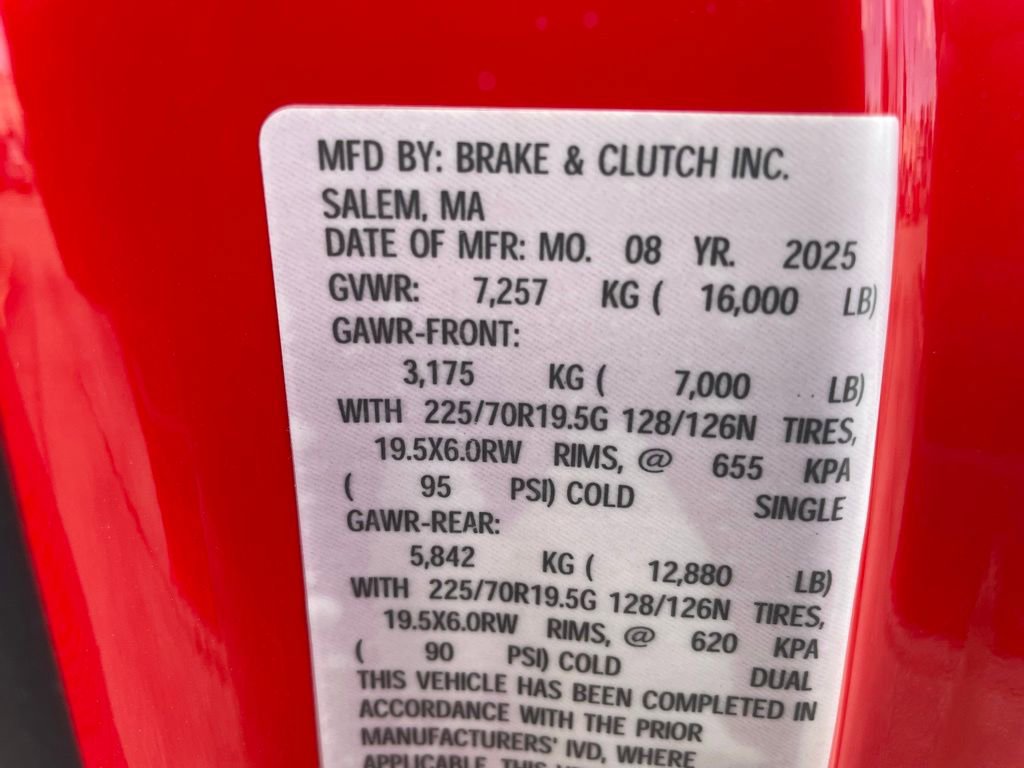 MFD BY: BRAKE & CLUTCH INC.
SALEM, MA
DATE OF MFR: MO. 08 YR. 2025
GVWR: 7,257 KG ( 16,000 LB)
GAWR-FRONT:
3,175 KG ( 7,000 LB)
WITH 225/70R19.5G 128/126N TIRES,
19.5X6.0RW RIMS, @ 655 KPA
( 95 PSI) COLD SINGLE
GAWR-REAR:
5,842 KG ( 12,880 LB)
WITH 225/70R19.5G 128/126N TIRES,
19.5X6.0RW RIMS, @ 620 KPA
( 90 PSI) COLD DUAL
THIS VEHICLE HAS BEEN COMPLETED IN
ACCORDANCE WITH THE PRIOR
MANUFACTURERS' IVD, WHERE
APPLICABLE. THIS